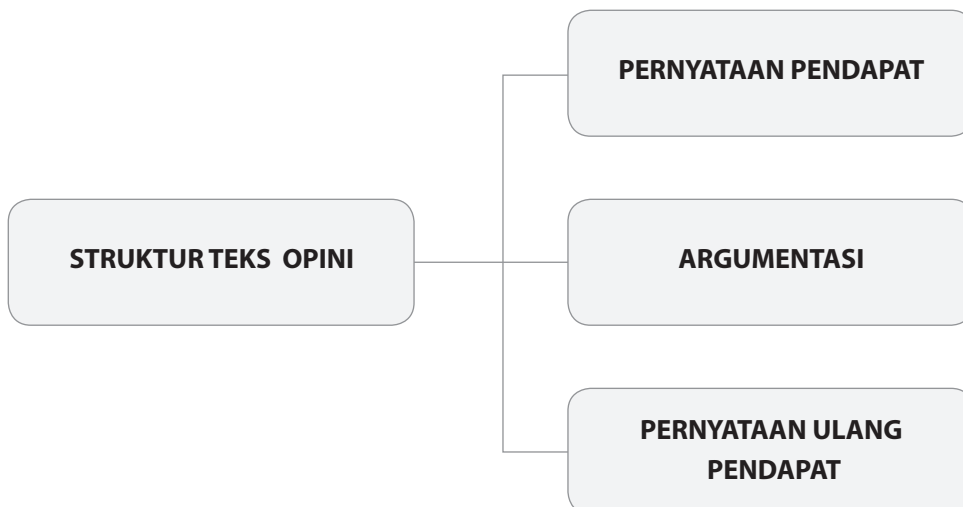 PERNYATAAN PENDAPAT
STRUKTUR TEKS OPINI
ARGUMENTASI
PERNYATAAN ULANG
PENDAPAT